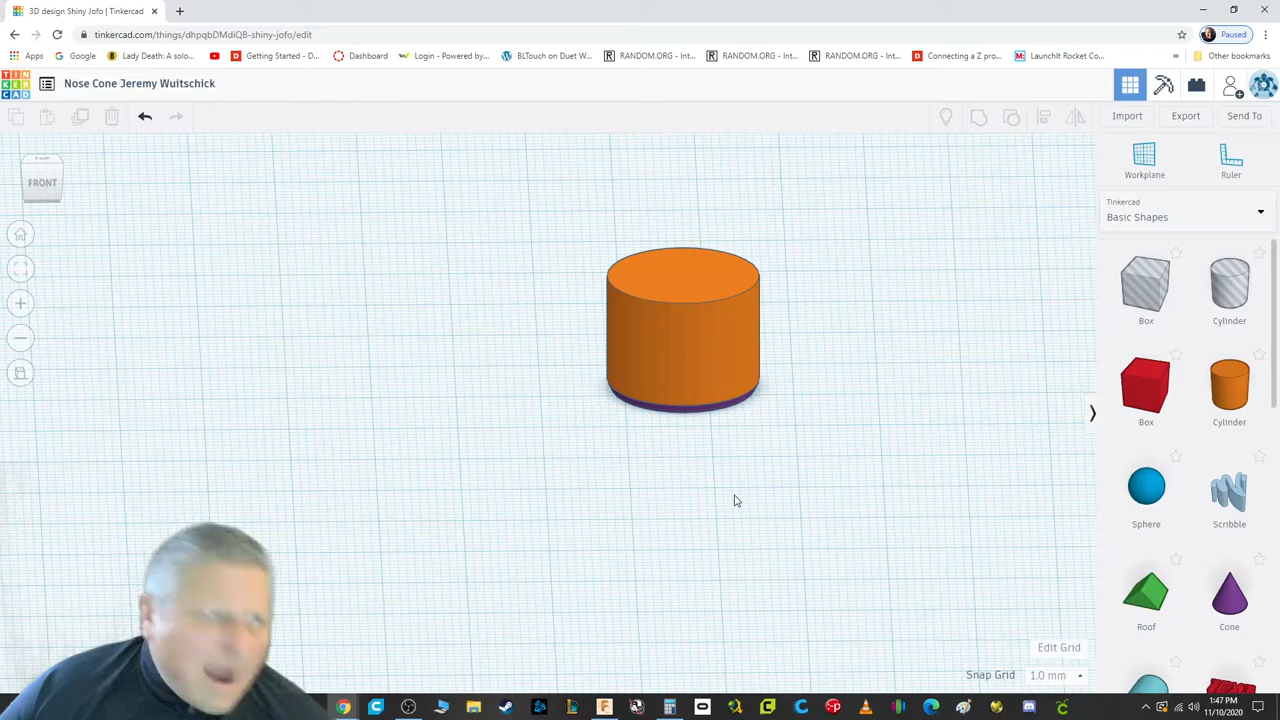 3D design Shiny Jofo | Tinkercad
tinkercad.com/things/dhpqbDMdiQB-shiny-jofo/edit
Paused
Apps
Google
Lady Death: A solo...
Getting Started - D...
Dashboard
Login - Powered by...
BLTouch on Duet W...
RANDOM.ORG - Int...
RANDOM.ORG - Int...
RANDOM.ORG - Int...
Connecting a Z pro...
LaunchIt Rocket Co...
Other bookmarks
TIN
KER
CAD
Nose Cone Jeremy Wuitschick
Import
Export
Send To
TOP
FRONT
Workplane
Ruler
Tinkercad
Basic Shapes
Box
Cylinder
Box
Cylinder
Sphere
Scribble
Roof
Cone
Edit Grid
Snap Grid 1.0 mm
1:47 PM
11/10/2020